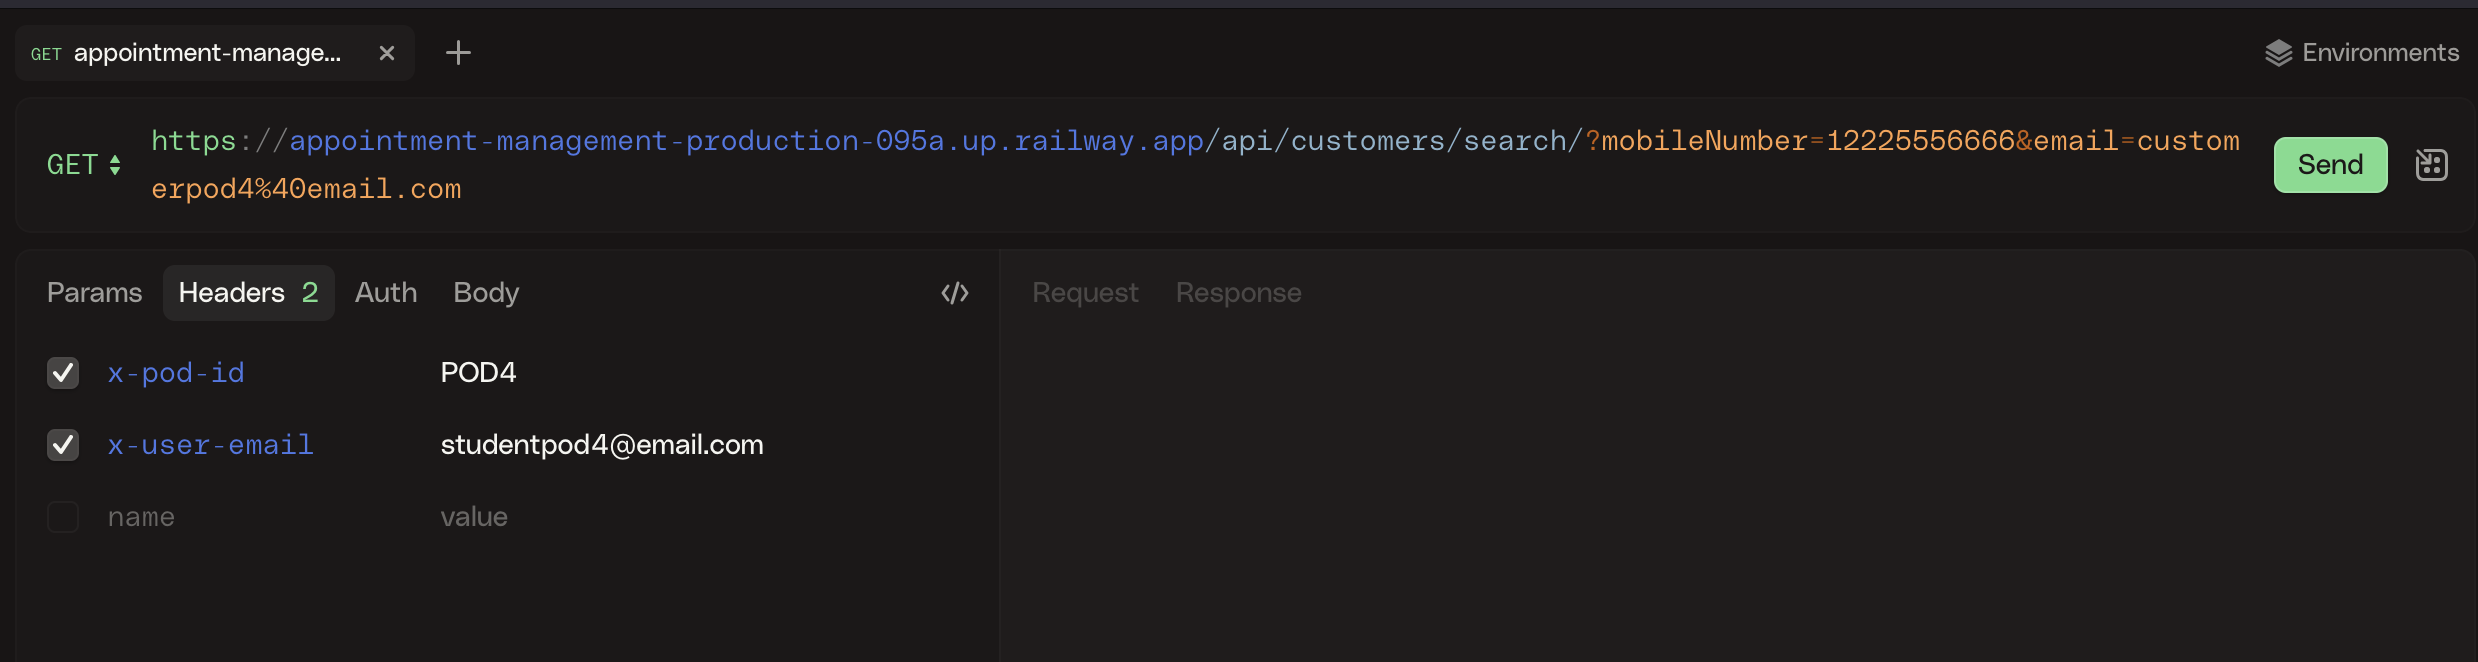 GET appointment-manage...
Environments
GET https://appointment-management-production-095a.up.railway.app/api/customers/search/?mobileNumber=12225556666&email=custom
erpod4%40email.com
Send
Params Headers 2 Auth Body </>
Request Response
x-pod-id POD4
x-user-email studentpod4@email.com
name value